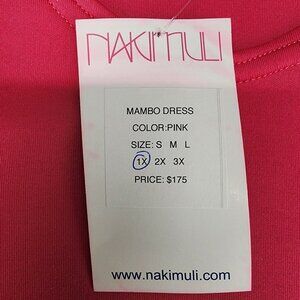 NAKIMULI
MAMBO DRESS
COLOR:PINK
SIZE: S M L
1X 2X 3X
PRICE: $175
www.nakimuli.com